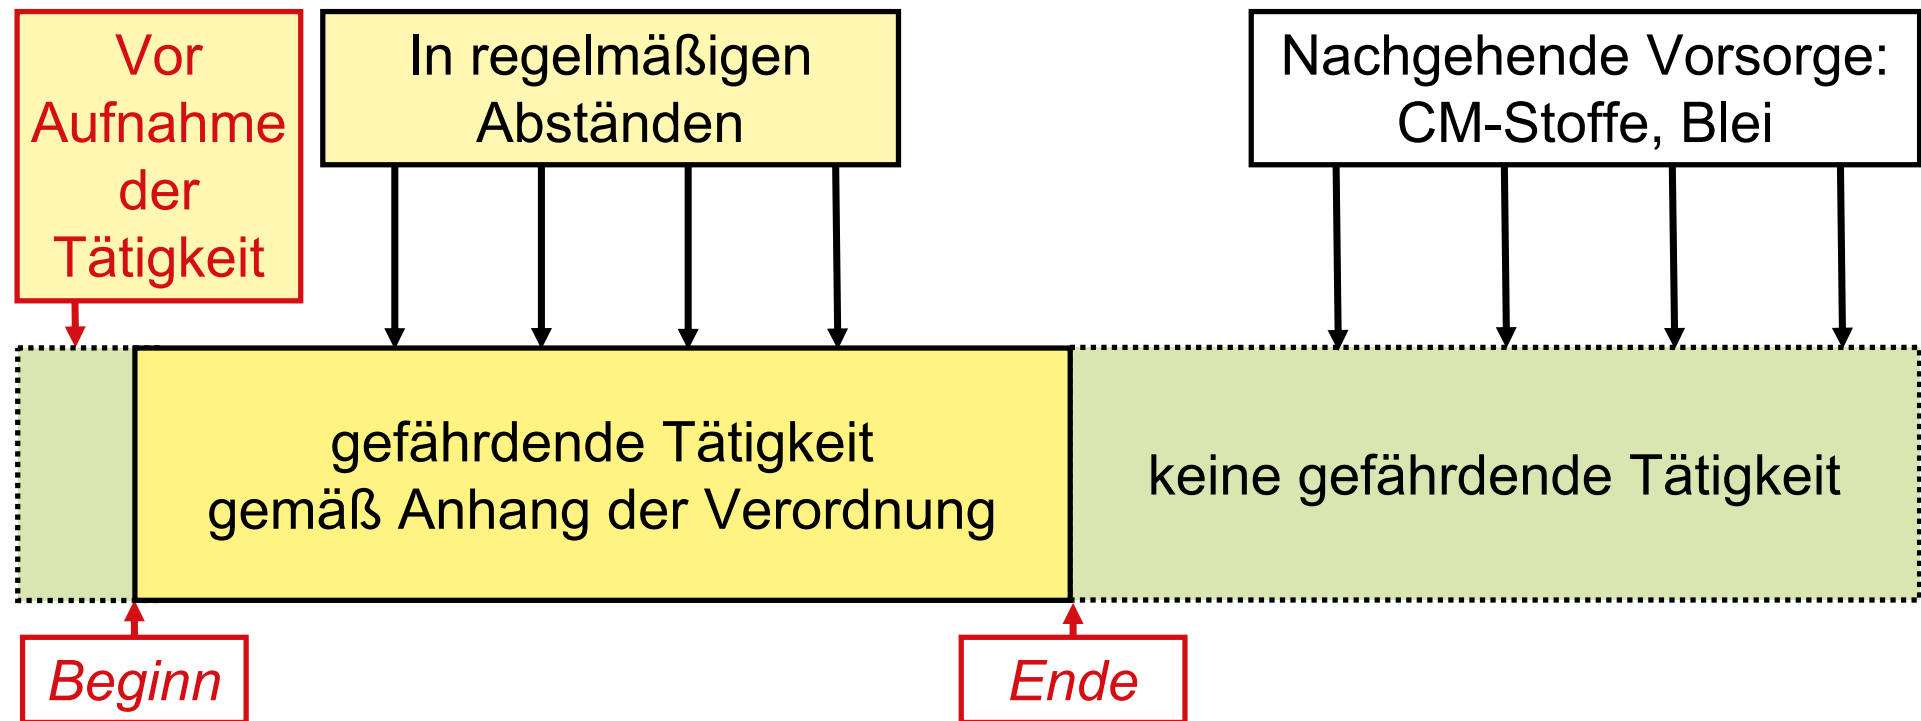 Vor
Aufnahme
der
Tätigkeit
In regelmäßigen
Abständen
Nachgehende Vorsorge:
CM-Stoffe, Blei
gefährdende Tätigkeit
gemäß Anhang der Verordnung
keine gefährdende Tätigkeit
Beginn
Ende